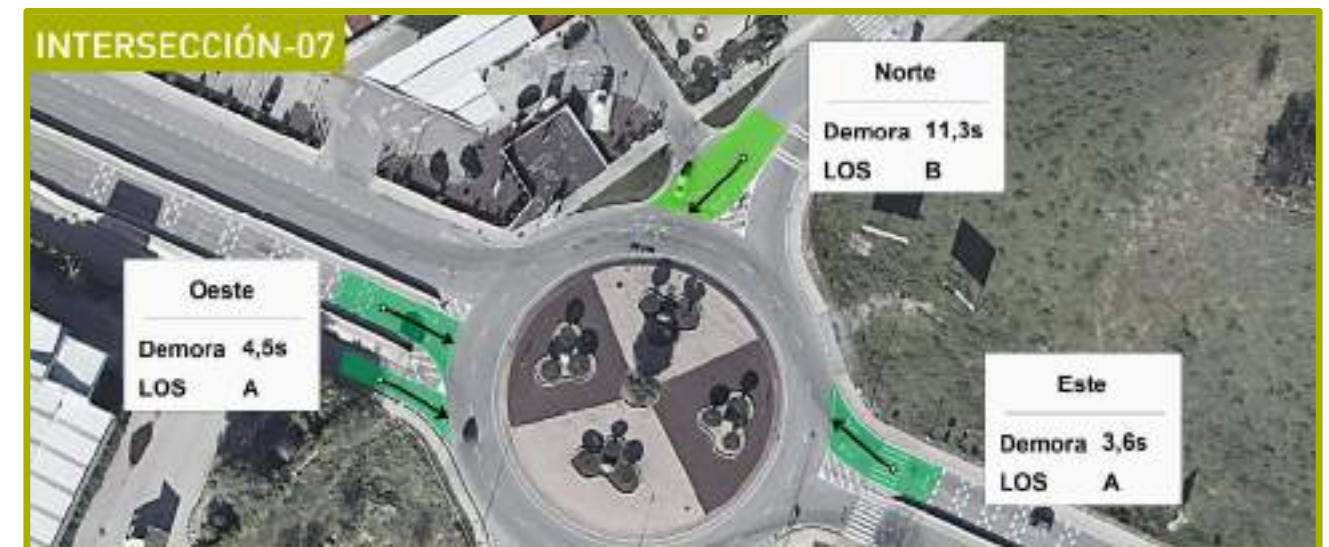 INTERSECCIÓN-07
Norte
Demora 11,3s
LOS B
Oeste
Demora 4,5s
LOS A
Este
Demora 3,6s
LOS A